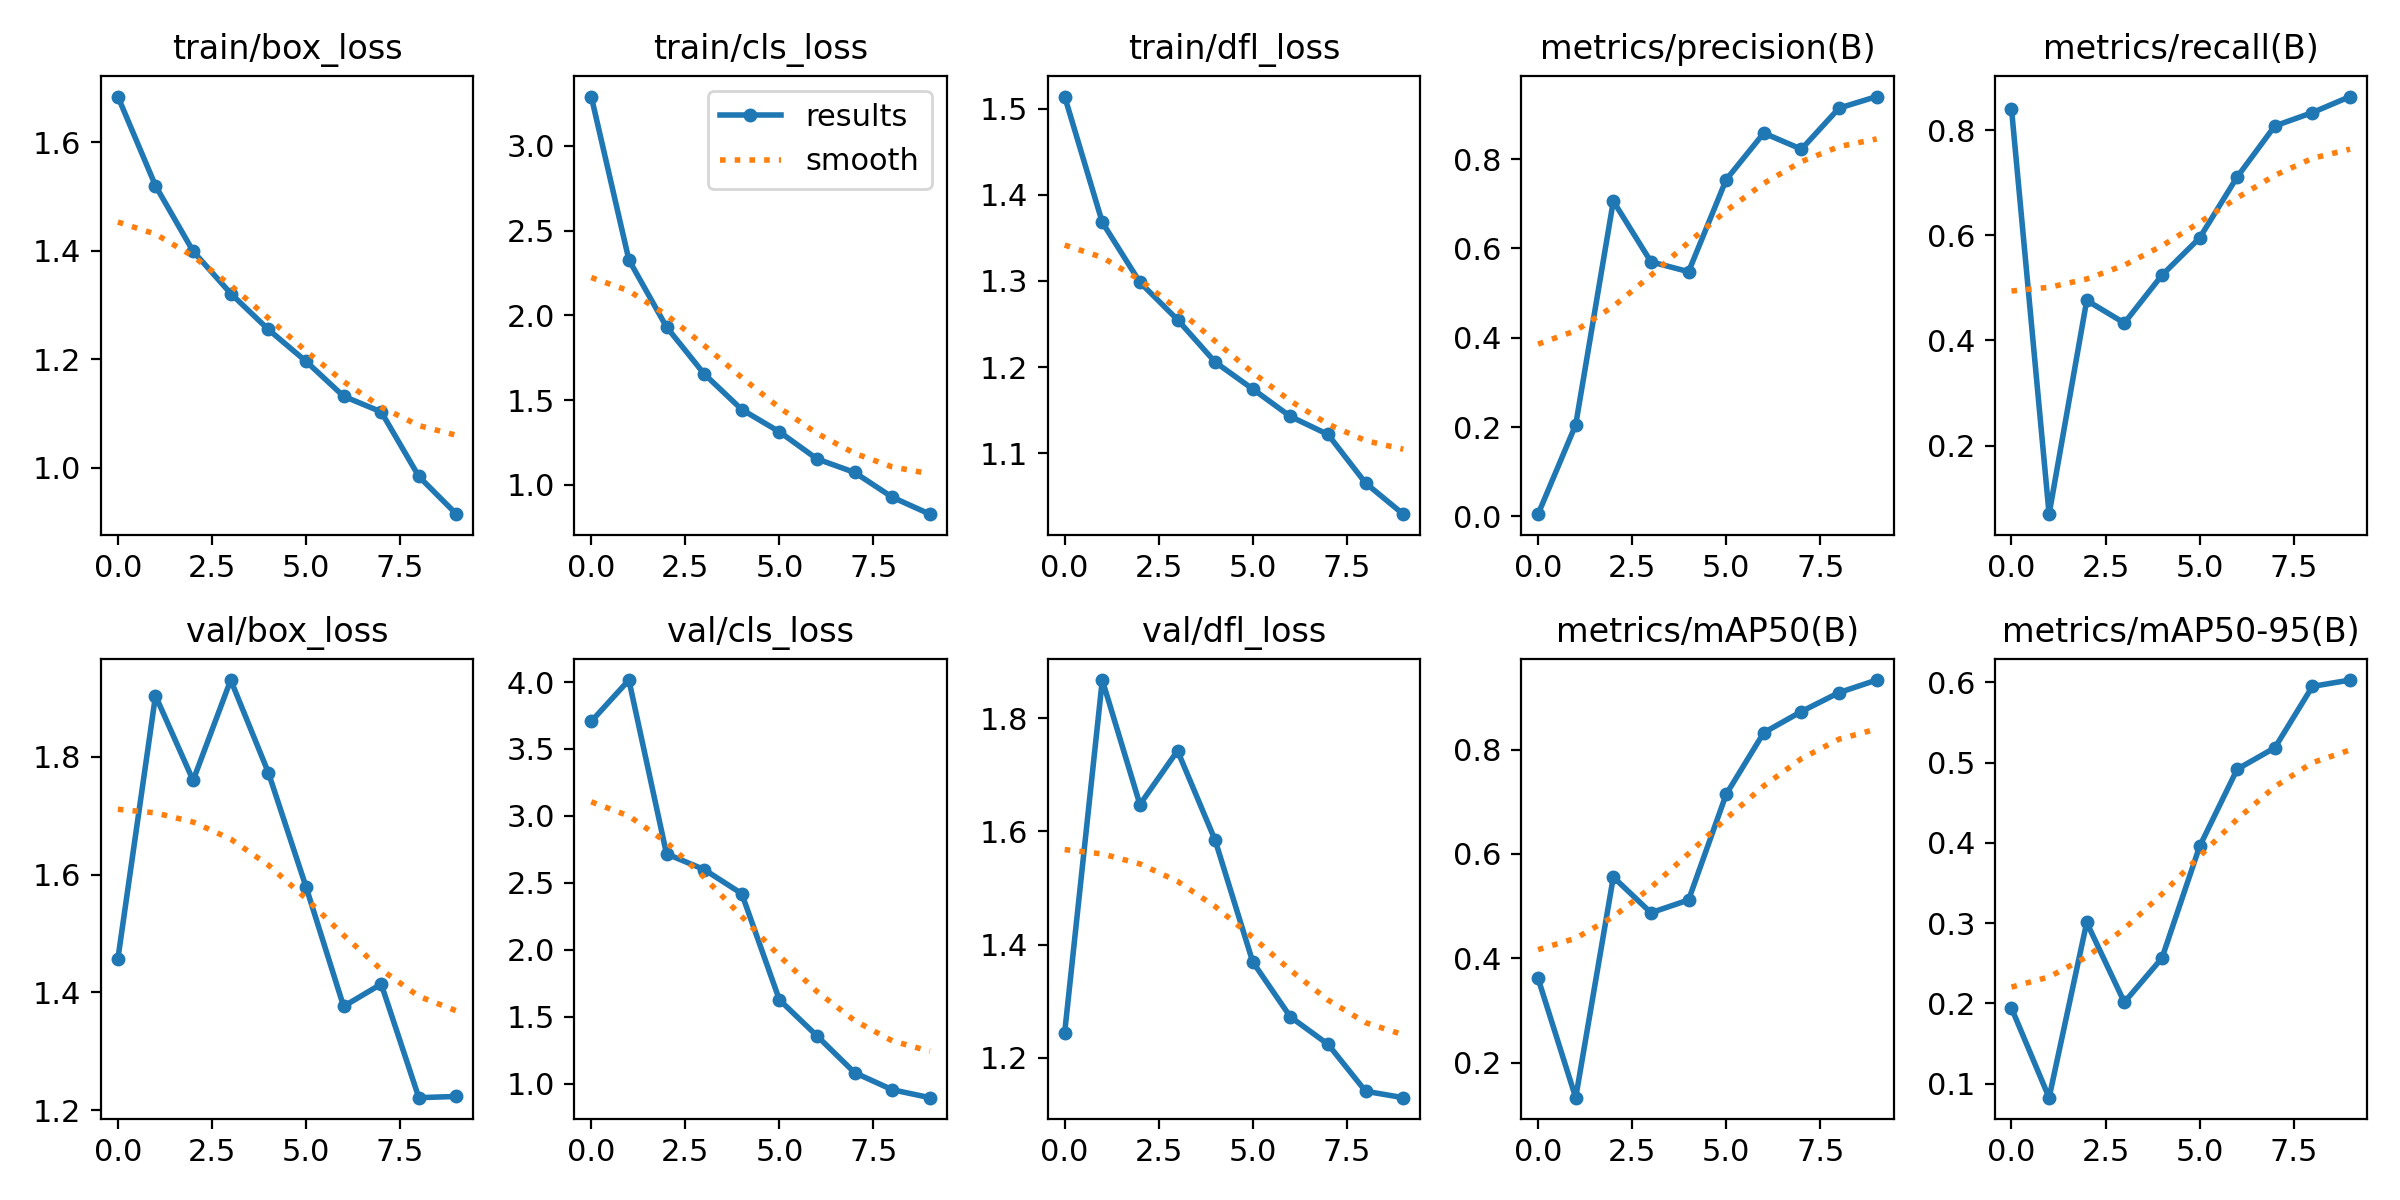 train/box_loss
1.6
1.4
1.2
1.0
0.0 2.5 5.0 7.5
train/cls_loss
results
smooth
3.0
2.5
2.0
1.5
1.0
0.0 2.5 5.0 7.5
train/dfl_loss
1.5
1.4
1.3
1.2
1.1
0.0 2.5 5.0 7.5
metrics/precision(B)
0.8
0.6
0.4
0.2
0.0
0.0 2.5 5.0 7.5
metrics/recall(B)
0.8
0.6
0.4
0.2
0.0 2.5 5.0 7.5
val/box_loss
1.8
1.6
1.4
1.2
0.0 2.5 5.0 7.5
val/cls_loss
4.0
3.5
3.0
2.5
2.0
1.5
1.0
0.0 2.5 5.0 7.5
val/dfl_loss
1.8
1.6
1.4
1.2
0.0 2.5 5.0 7.5
metrics/mAP50(B)
0.8
0.6
0.4
0.2
0.0 2.5 5.0 7.5
metrics/mAP50-95(B)
0.6
0.5
0.4
0.3
0.2
0.1
0.0 2.5 5.0 7.5